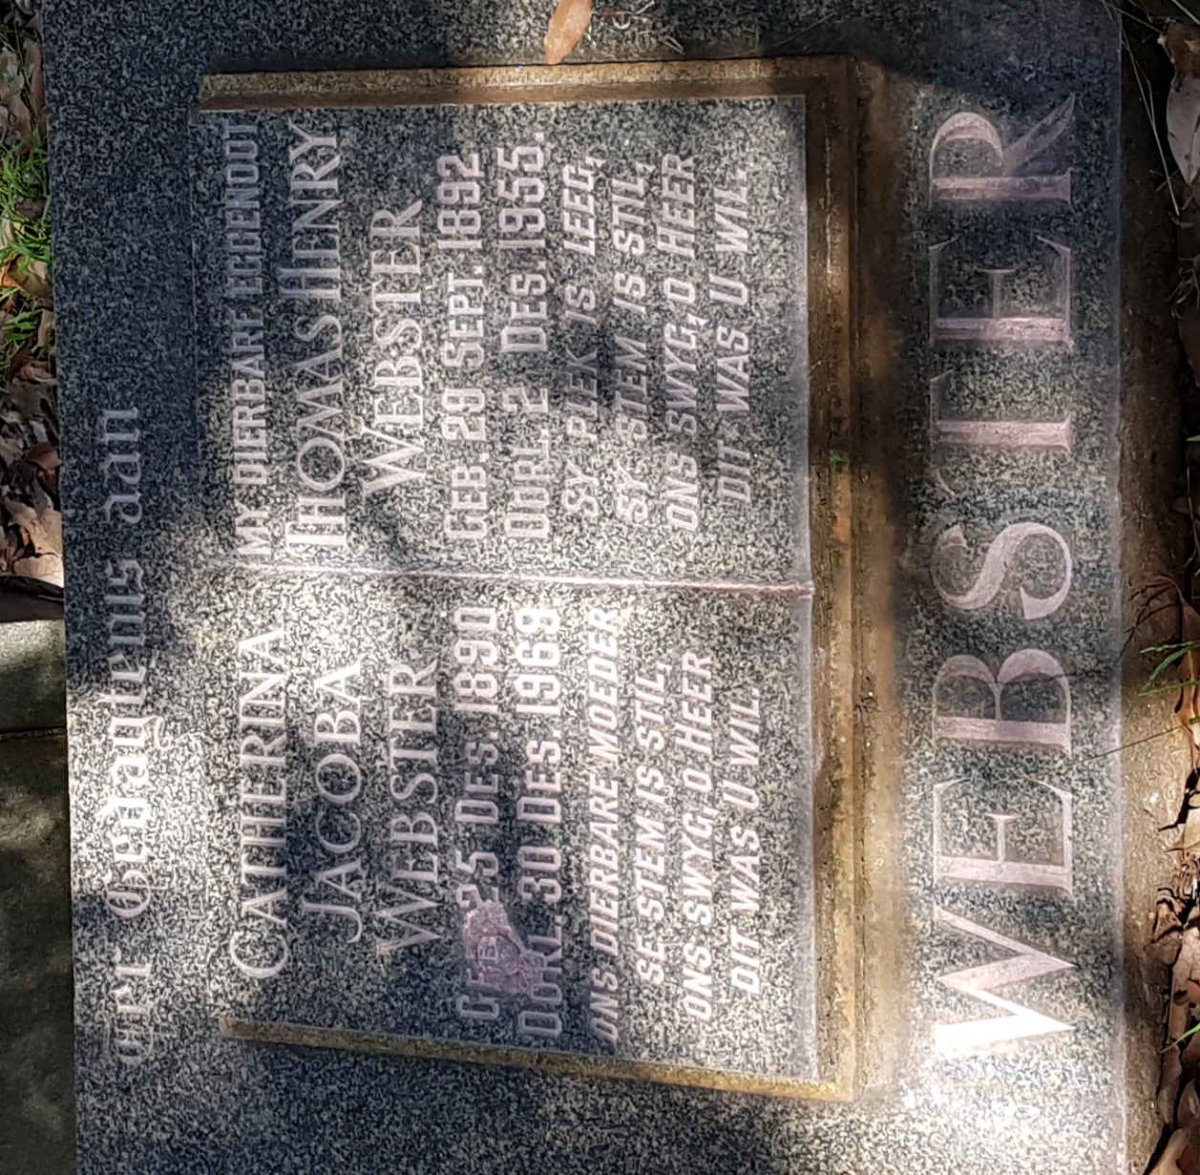 Ter Gedagtenis aan
CATHERINA
JACOBA
WEBSTER
GEB. 25 DES. 1890
OORL. 30 DES. 1969
ONS DIERBARE MOEDER
SE STEM IS STIL,
ONS SWYG, O HEER
DIT WAS U WIL.
MY DIERBARE EGGENOOT
THOMAS HENRY
WEBSTER
GEB. 28 SEPT. 1892
OORL. 2 DES. 1955.
SY PLEK IS LEEG,
SY STEM IS STIL,
ONS SWYG, O HEER
DIT WAS U WIL.
WEBSTER